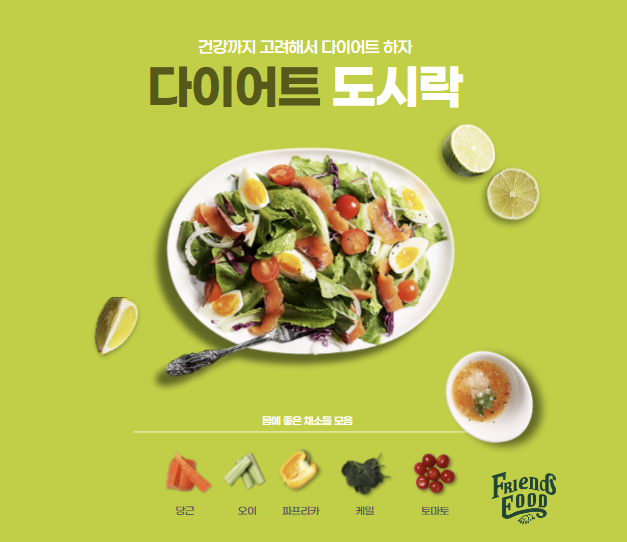 건강까지 고려해서 다이어트 하자
다이어트 도시락
몸에 좋은 채소들 모음
당근 오이 파프리카 케일 토마토
FRIENDS
FOOD